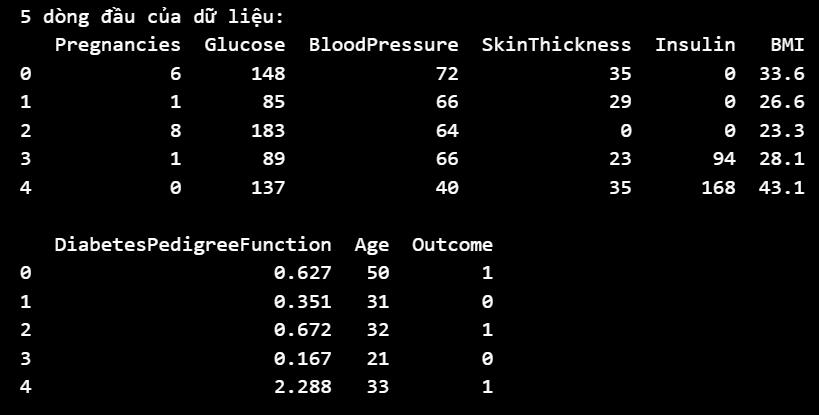 5 dòng đầu của dữ liệu:
   Pregnancies  Glucose  BloodPressure  SkinThickness  Insulin   BMI
0            6      148             72             35        0  33.6
1            1       85             66             29        0  26.6
2            8      183             64              0        0  23.3
3            1       89             66             23       94  28.1
4            0      137             40             35      168  43.1
   DiabetesPedigreeFunction  Age  Outcome
0                     0.627   50        1
1                     0.351   31        0
2                     0.672   32        1
3                     0.167   21        0
4                     2.288   33        1